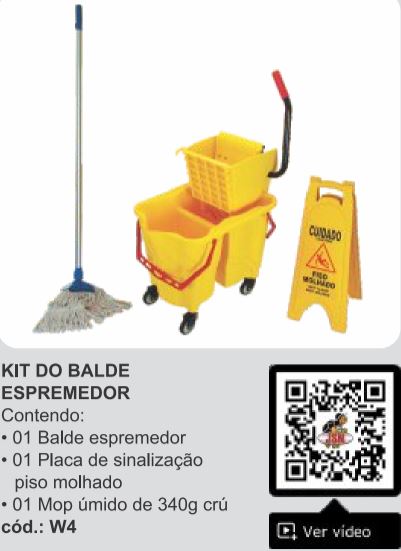 CUIDADO
PISO
MOLHADO
KIT DO BALDE
ESPREMEDOR
Contendo:
• 01 Balde espremedor
• 01 Placa de sinalização
piso molhado
• 01 Mop úmido de 340g crú
cód.: W4
JSN
Ver vídeo